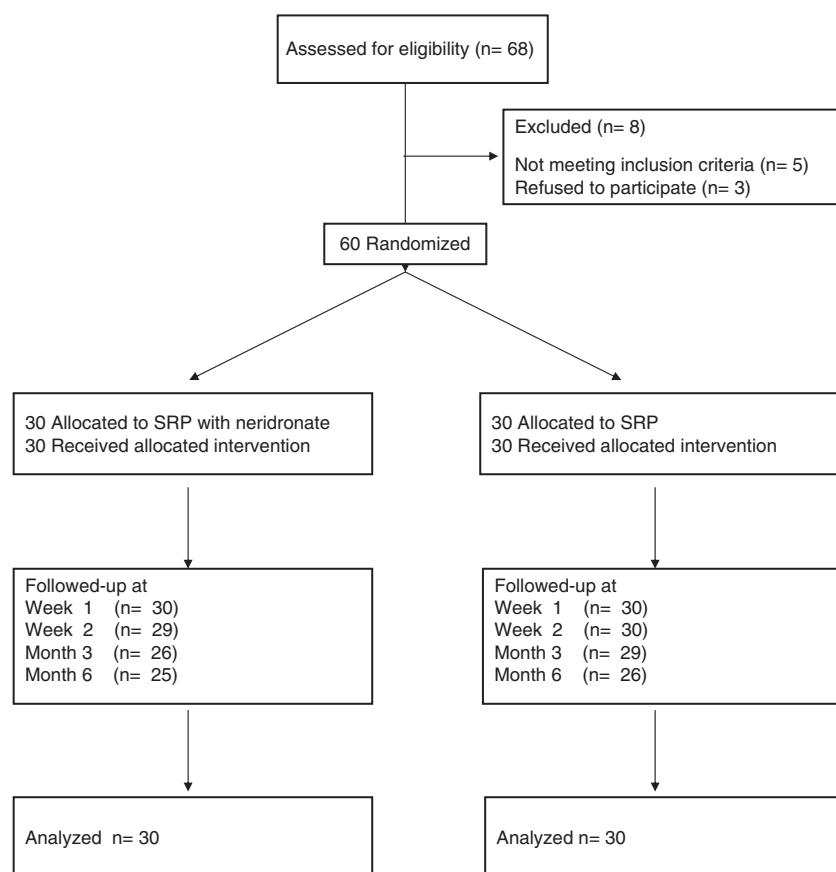 Assessed for eligibility (n= 68)
Excluded (n= 8)
Not meeting inclusion criteria (n= 5)
Refused to participate (n= 3)
60 Randomized
30 Allocated to SRP with neridronate
30 Received allocated intervention
30 Allocated to SRP
30 Received allocated intervention
Followed-up at
Week 1 (n= 30)
Week 2 (n= 29)
Month 3 (n= 26)
Month 6 (n= 25)
Followed-up at
Week 1 (n= 30)
Week 2 (n= 30)
Month 3 (n= 29)
Month 6 (n= 26)
Analyzed n= 30
Analyzed n= 30